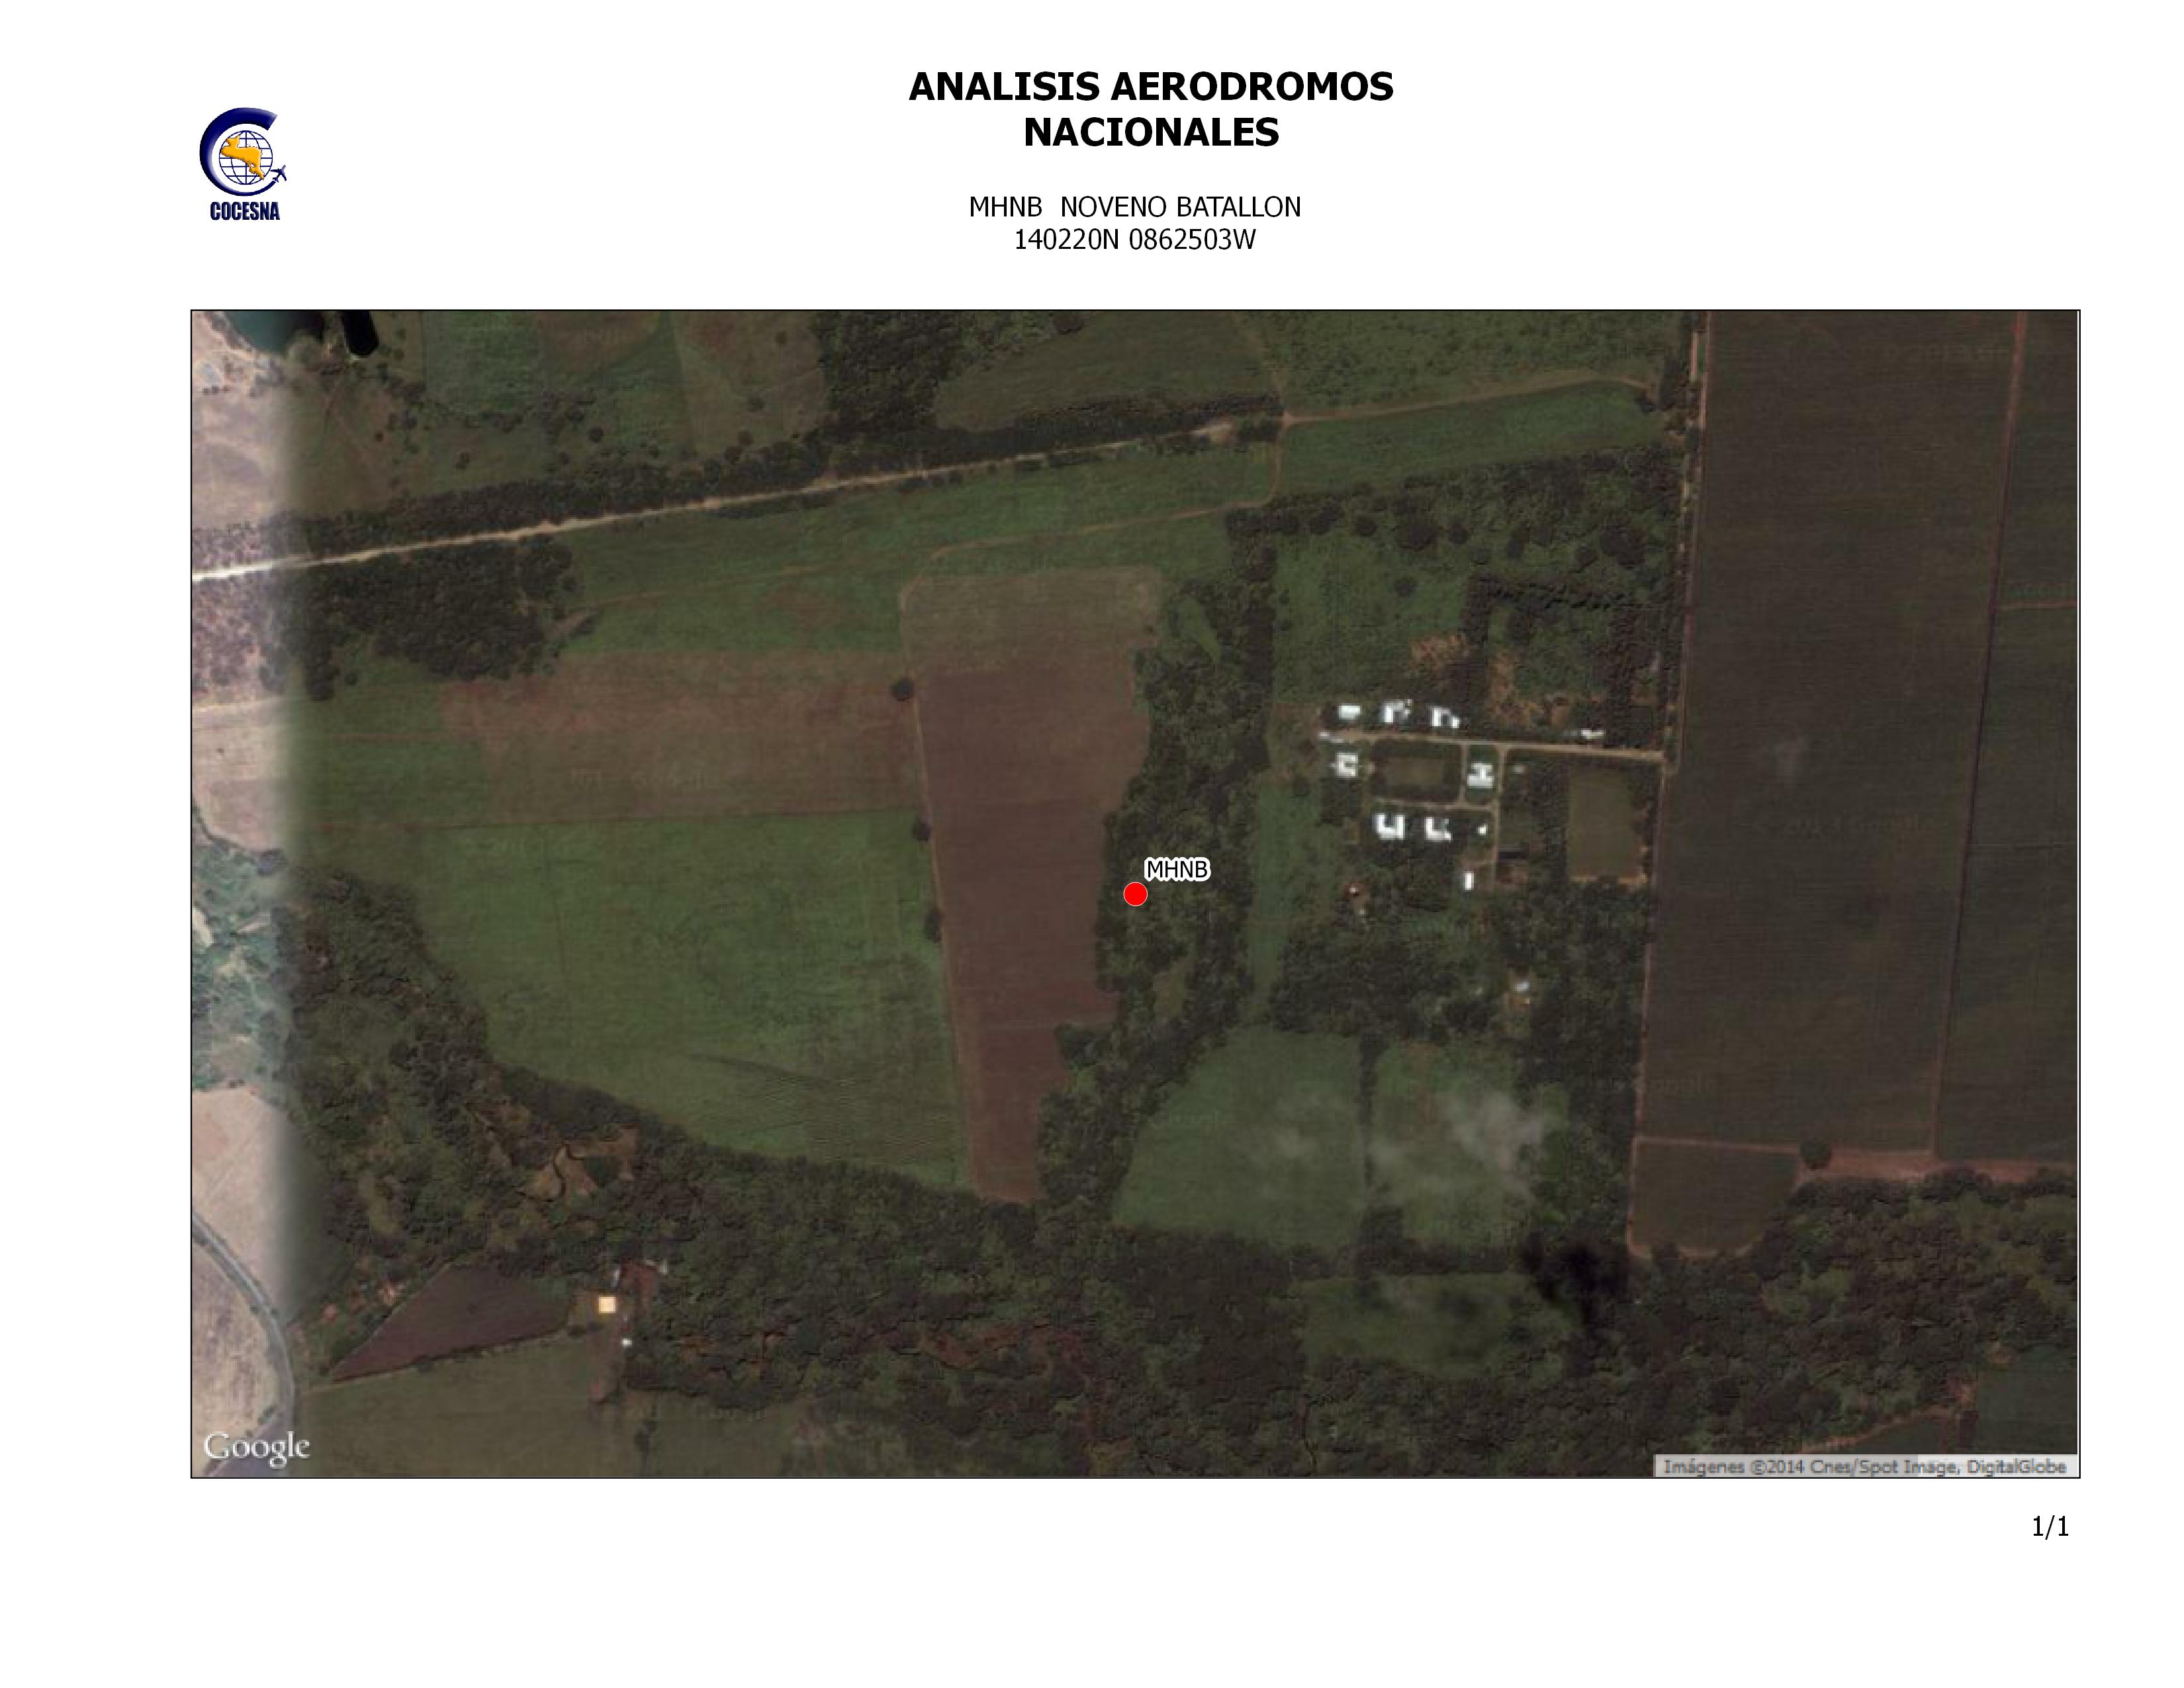 ANALISIS AERODROMOS
NACIONALES
COCESNA
MHNB NOVENO BATALLON
140220N 0862503W
MHNB
Google
Imágenes ©2014 Cnes/Spot Image, DigitalGlobe
1/1